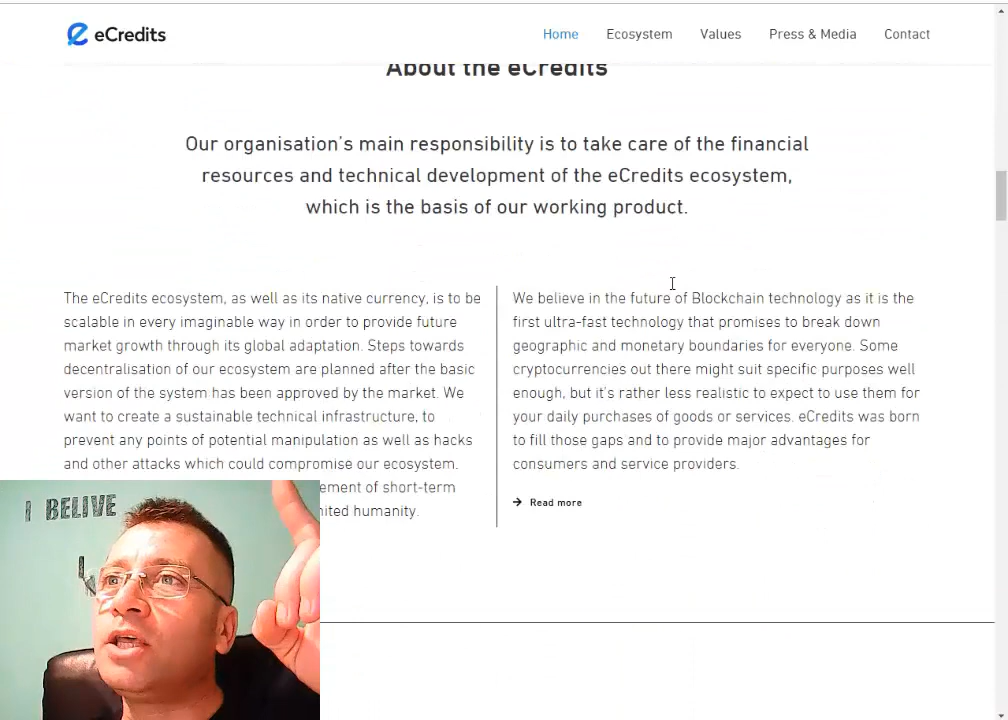 eCredits
Home
Ecosystem
Values
Press & Media
Contact
About the eCredits
Our organisation's main responsibility is to take care of the financial
resources and technical development of the eCredits ecosystem,
which is the basis of our working product.
The eCredits ecosystem, as well as its native currency, is to be
scalable in every imaginable way in order to provide future
market growth through its global adaptation. Steps towards
decentralisation of our ecosystem are planned after the basic
version of the system has been approved by the market. We
want to create a sustainable technical infrastructure, to
prevent any points of potential manipulation as well as hacks
and other attacks which could compromise our ecosystem.
ement of short-term
nited humanity.
We believe in the future of Blockchain technology as it is the
first ultra-fast technology that promises to break down
geographic and monetary boundaries for everyone. Some
cryptocurrencies out there might suit specific purposes well
enough, but it's rather less realistic to expect to use them for
your daily purchases of goods or services. eCredits was born
to fill those gaps and to provide major advantages for
consumers and service providers.
Read more
I BELIVE